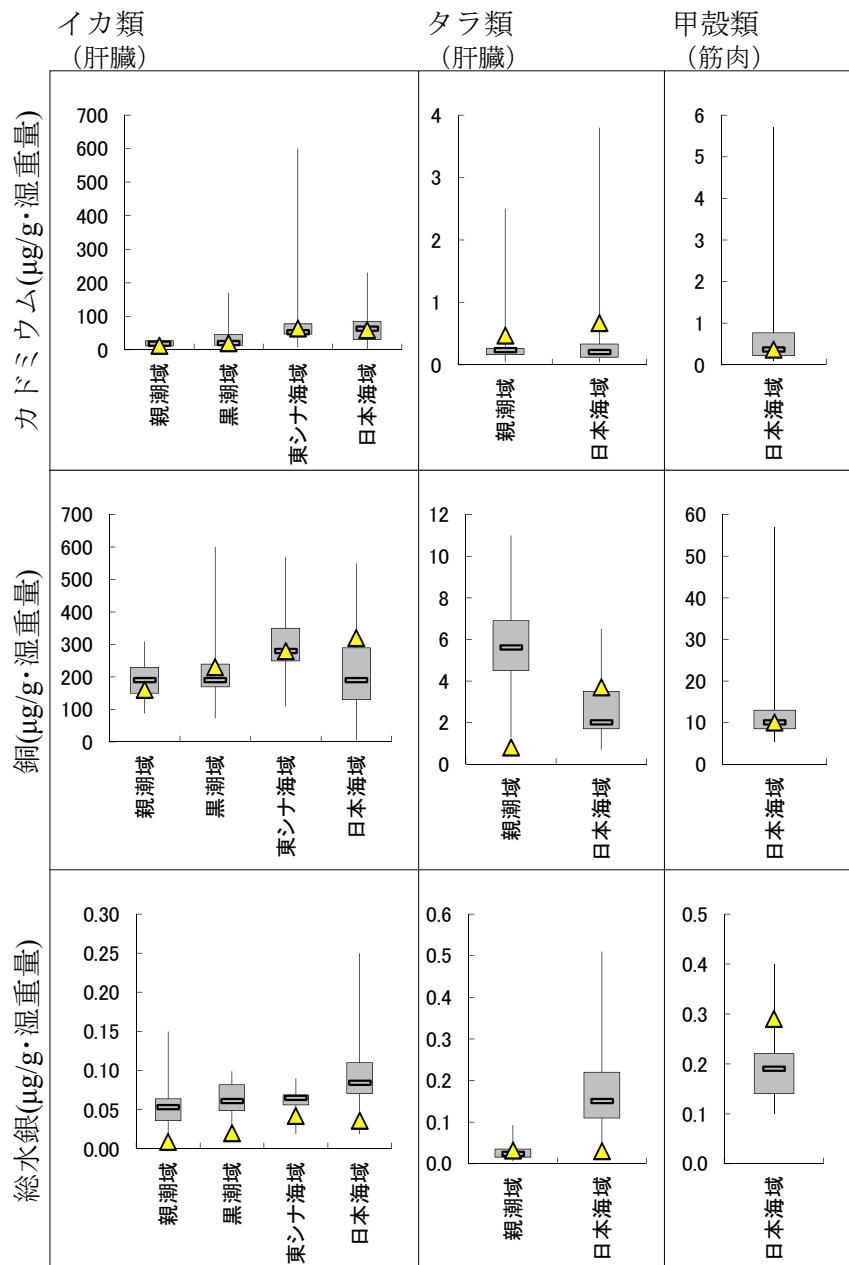 イカ類
（肝臓）
タラ類
（肝臓）
甲殻類
（筋肉）
カドミウム(μg/g・湿重量)
700
600
500
400
300
200
100
0
親潮域
黒潮域
東シナ海域
日本海域
4
3
2
1
0
親潮域
日本海域
6
5
4
3
2
1
0
日本海域
銅(μg/g・湿重量)
700
600
500
400
300
200
100
0
親潮域
黒潮域
東シナ海域
日本海域
12
10
8
6
4
2
0
親潮域
日本海域
60
50
40
30
20
10
0
日本海域
総水銀(μg/g・湿重量)
0.30
0.25
0.20
0.15
0.10
0.05
0.00
親潮域
黒潮域
東シナ海域
日本海域
0.6
0.5
0.4
0.3
0.2
0.1
0.0
親潮域
日本海域
0.5
0.4
0.3
0.2
0.1
0.0
日本海域